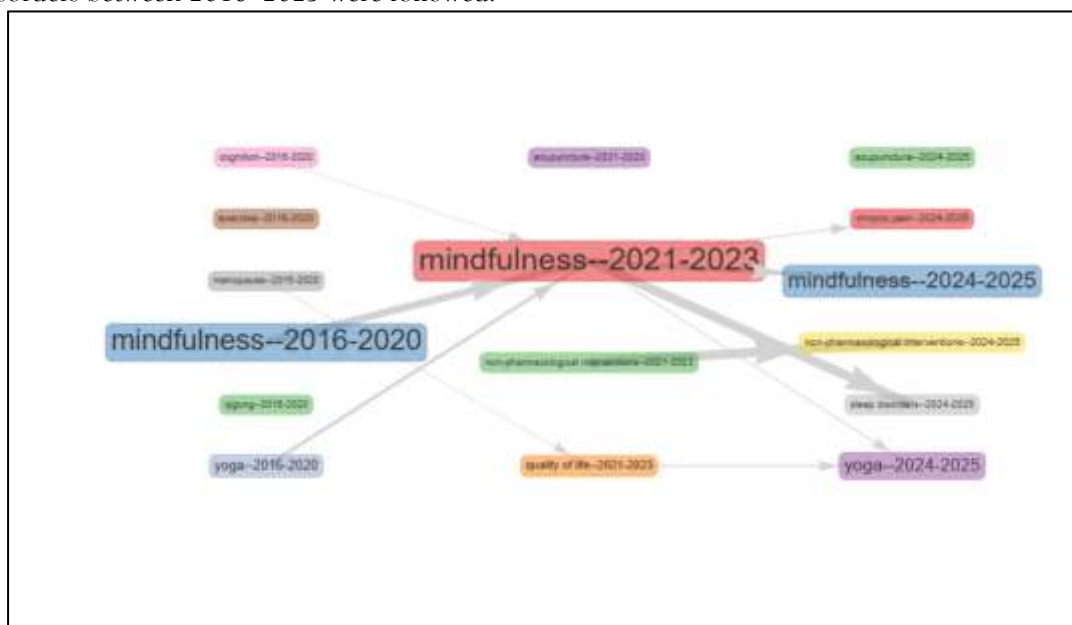 cognition--2016-2020
acupuncture--2021-2023
acupuncture--2024-2025
exercise--2016-2020
chronic pain--2024-2025
mindfulness--2021-2023
menopause--2016-2020
mindfulness--2024-2025
mindfulness--2016-2020
non-pharmacological interventions--2024-2025
non-pharmacological interventions--2021-2023
qigong--2016-2020
sleep disorders--2024-2025
yoga--2016-2020
quality of life--2021-2023
yoga--2024-2025